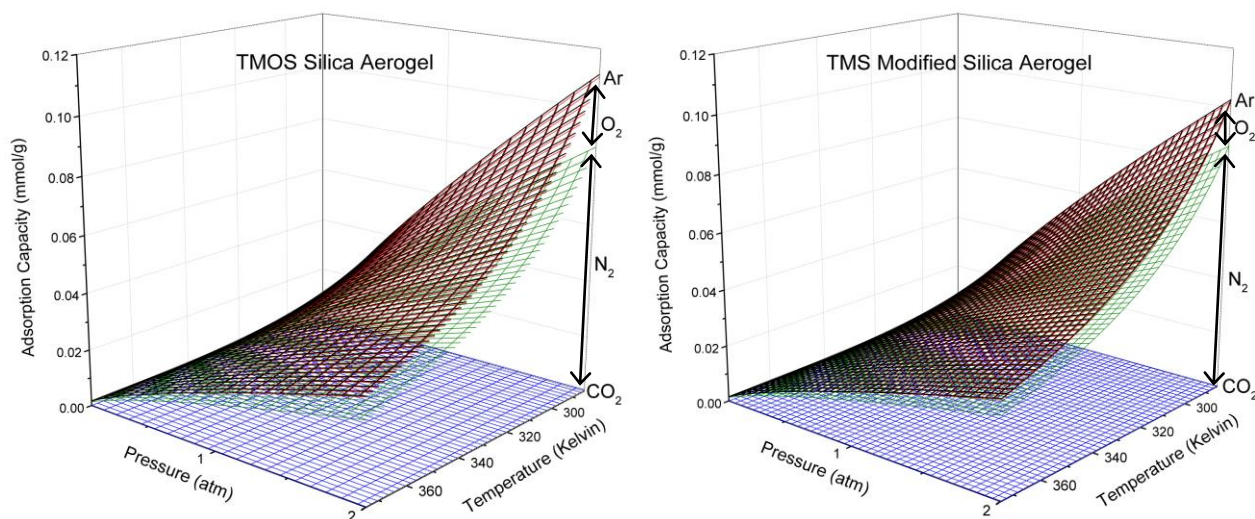 TMOS Silica Aerogel
Adsorption Capacity (mmol/g)
0.12
0.10
0.08
0.06
0.04
0.02
0.00
Pressure (atm)
1
2
Temperature (Kelvin)
360
340
320
300
Ar
O₂
N₂
CO₂
TMS Modified Silica Aerogel
Adsorption Capacity (mmol/g)
0.12
0.10
0.08
0.06
0.04
0.02
0.00
Pressure (atm)
1
2
Temperature (Kelvin)
360
340
320
300
Ar
O₂
N₂
CO₂